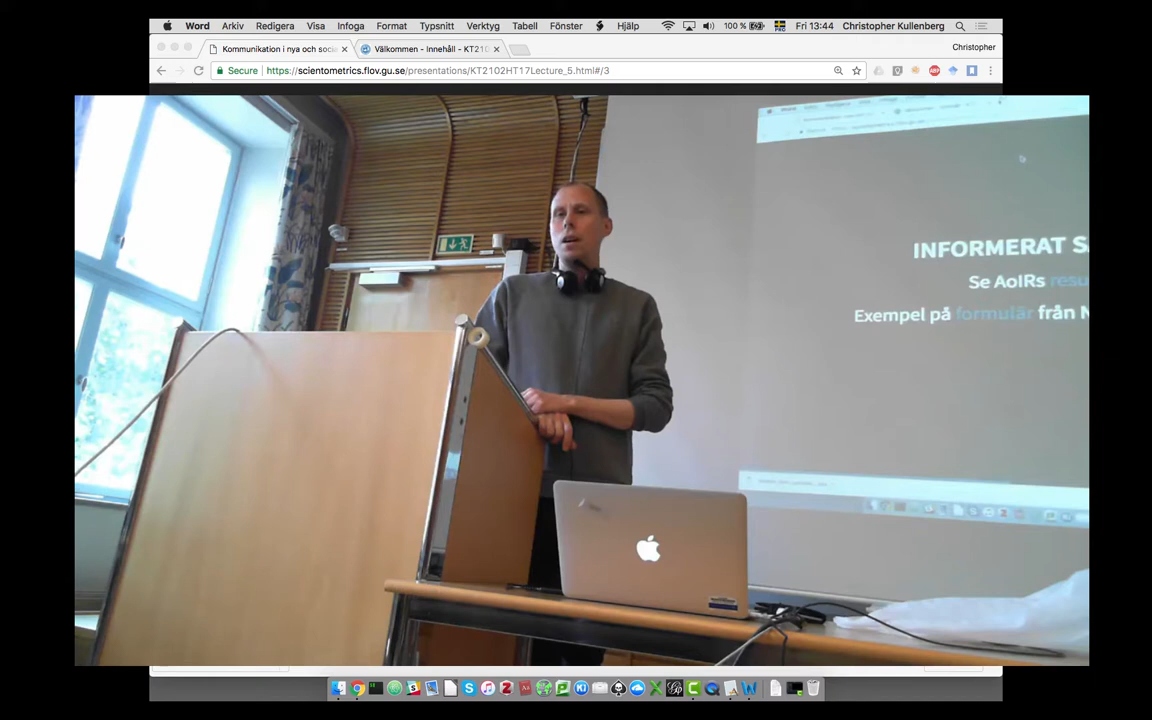 Word Arkiv Redigera Visa Infoga Format Typsnitt Verktyg Tabell Fönster Hjälp 100 % Fri 13:44 Christopher Kullenberg
Kommunikation i nya och socia Välkommen - Innehåll - KT210 Christopher
Secure https://scientometrics.flov.gu.se/presentations/KT2102HT17Lecture_5.html#/3
INFORMERAT S
Se AoIRs resu
Exempel på formulär från N